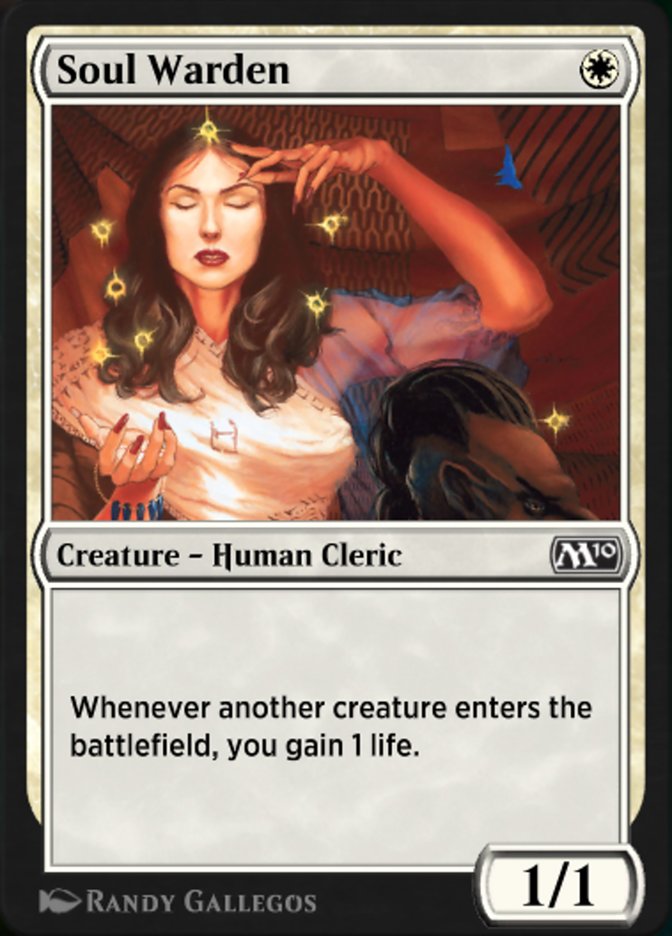 Soul Warden
Creature – Human Cleric
M10
Whenever another creature enters the
battlefield, you gain 1 life.
1/1
RANDY GALLEGOS